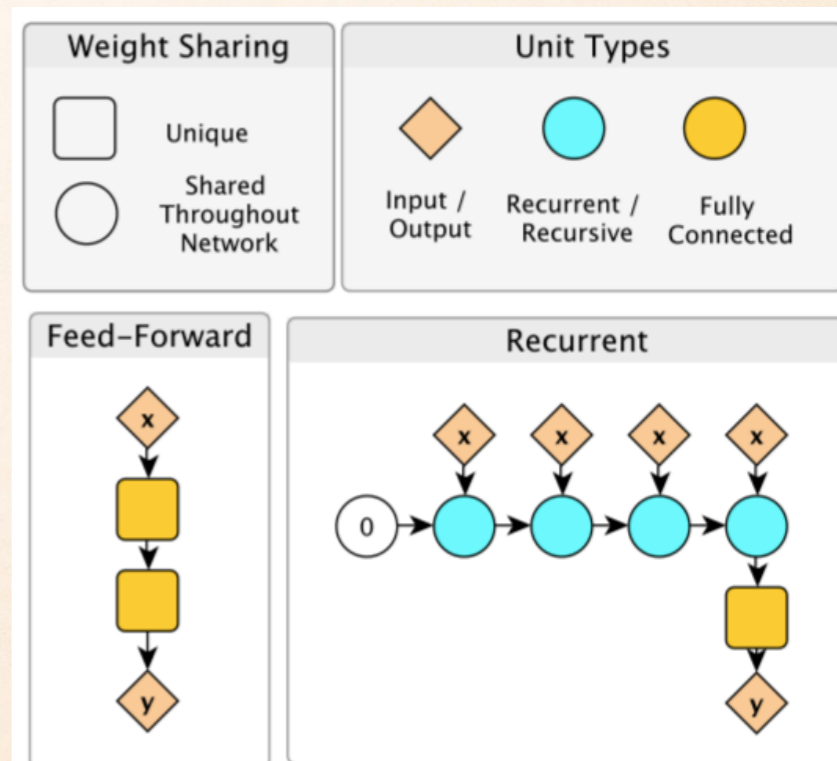 Weight Sharing
Unique
Shared
Throughout
Network
Unit Types
Input /
Output
Recurrent /
Recursive
Fully
Connected
Feed-Forward
x
y
Recurrent
x x x x
0
y